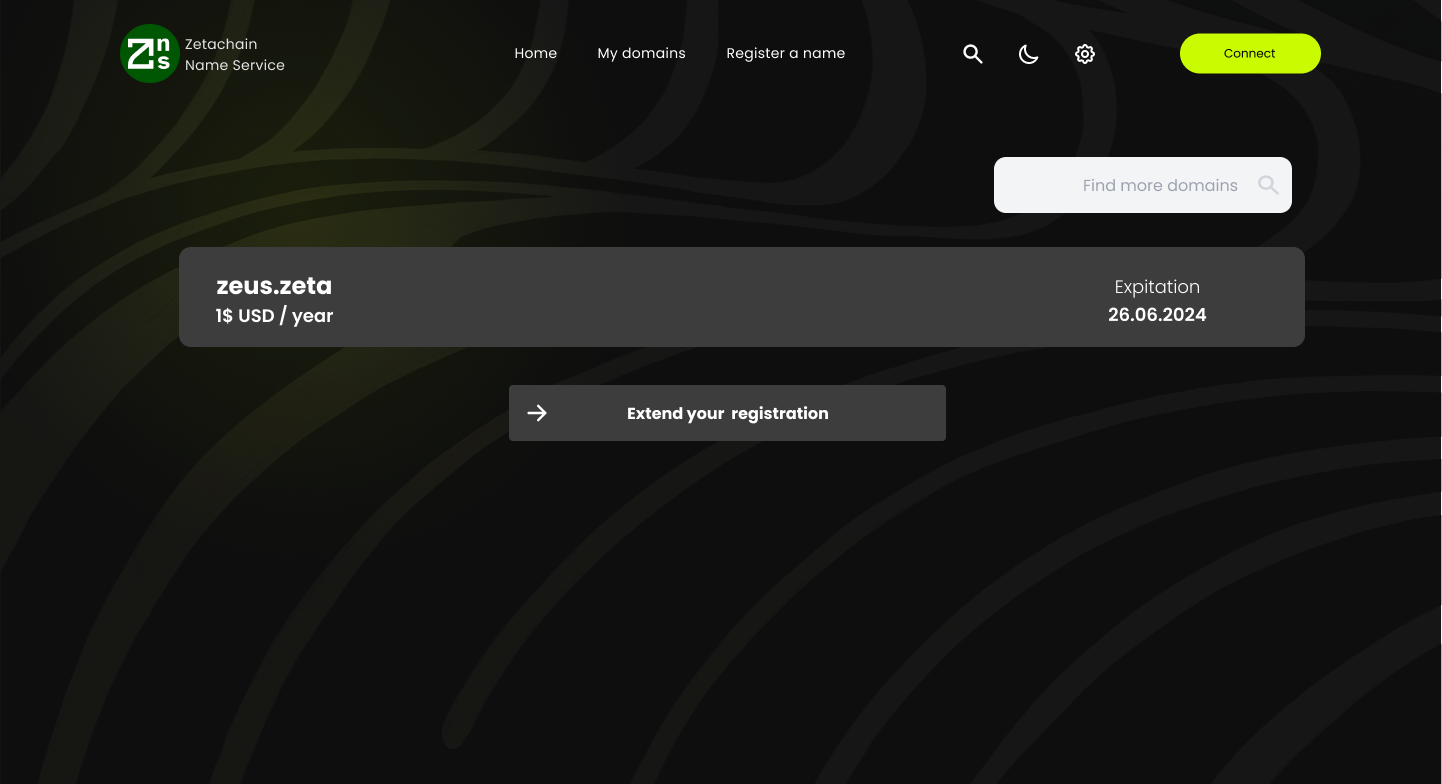 Zns
Zetachain
Name Service
Home
My domains
Register a name
Connect
Find more domains
zeus.zeta
1$ USD / year
Expitation
26.06.2024
Extend your registration